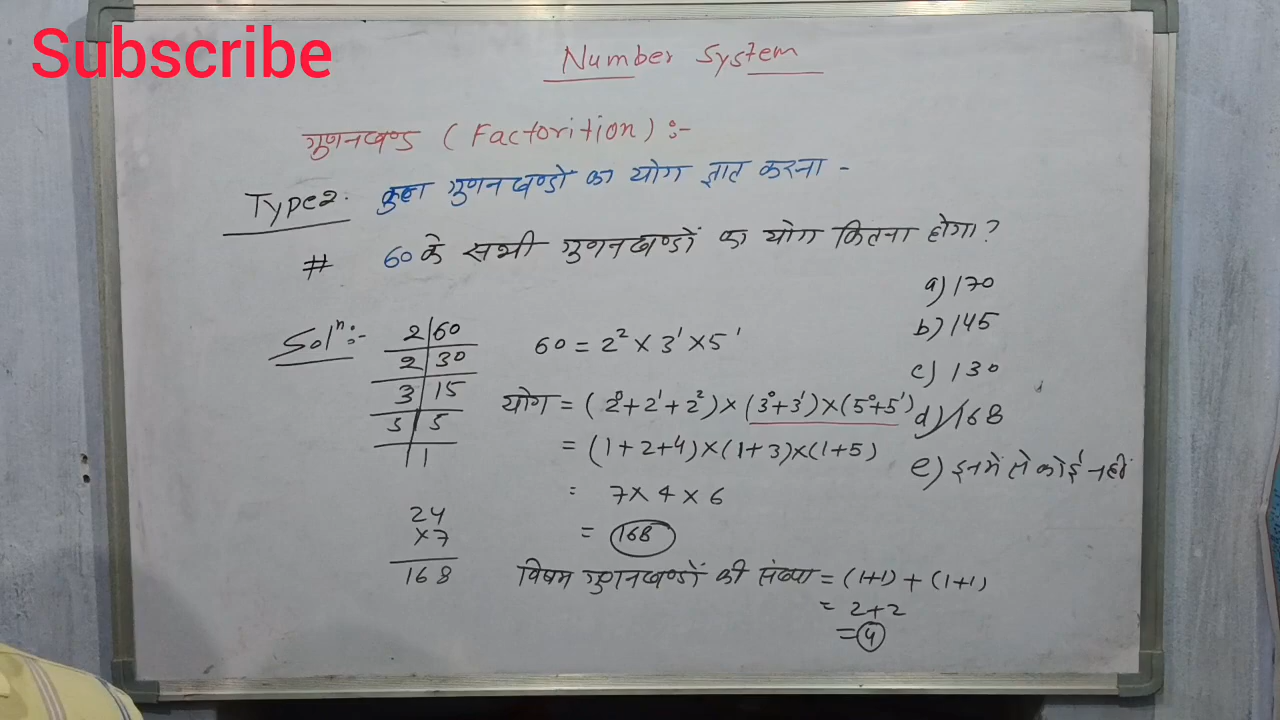 Subscribe
Number System
गुणनखण्ड (Factorition) :-
Type 2. कुल गुणनखण्डो का योग ज्ञात करना -
# 60 के सभी गुणनखण्डों का योग कितना होगा?
a) 170
b) 145
c) 130
d) 168
e) इनमें से कोई नहीं
Solⁿ :-
2|60
2|30
3|15
5|5
|1
60 = 2² × 3¹ × 5¹
योग = (2⁰ + 2¹ + 2²) × (3⁰ + 3¹) × (5⁰ + 5¹)
= (1 + 2 + 4) × (1 + 3) × (1 + 5)
= 7 × 4 × 6
= 168
24
×7
168
विषम गुणनखण्डों की संख्या = (1+1) + (1+1)
= 2+2
= 4